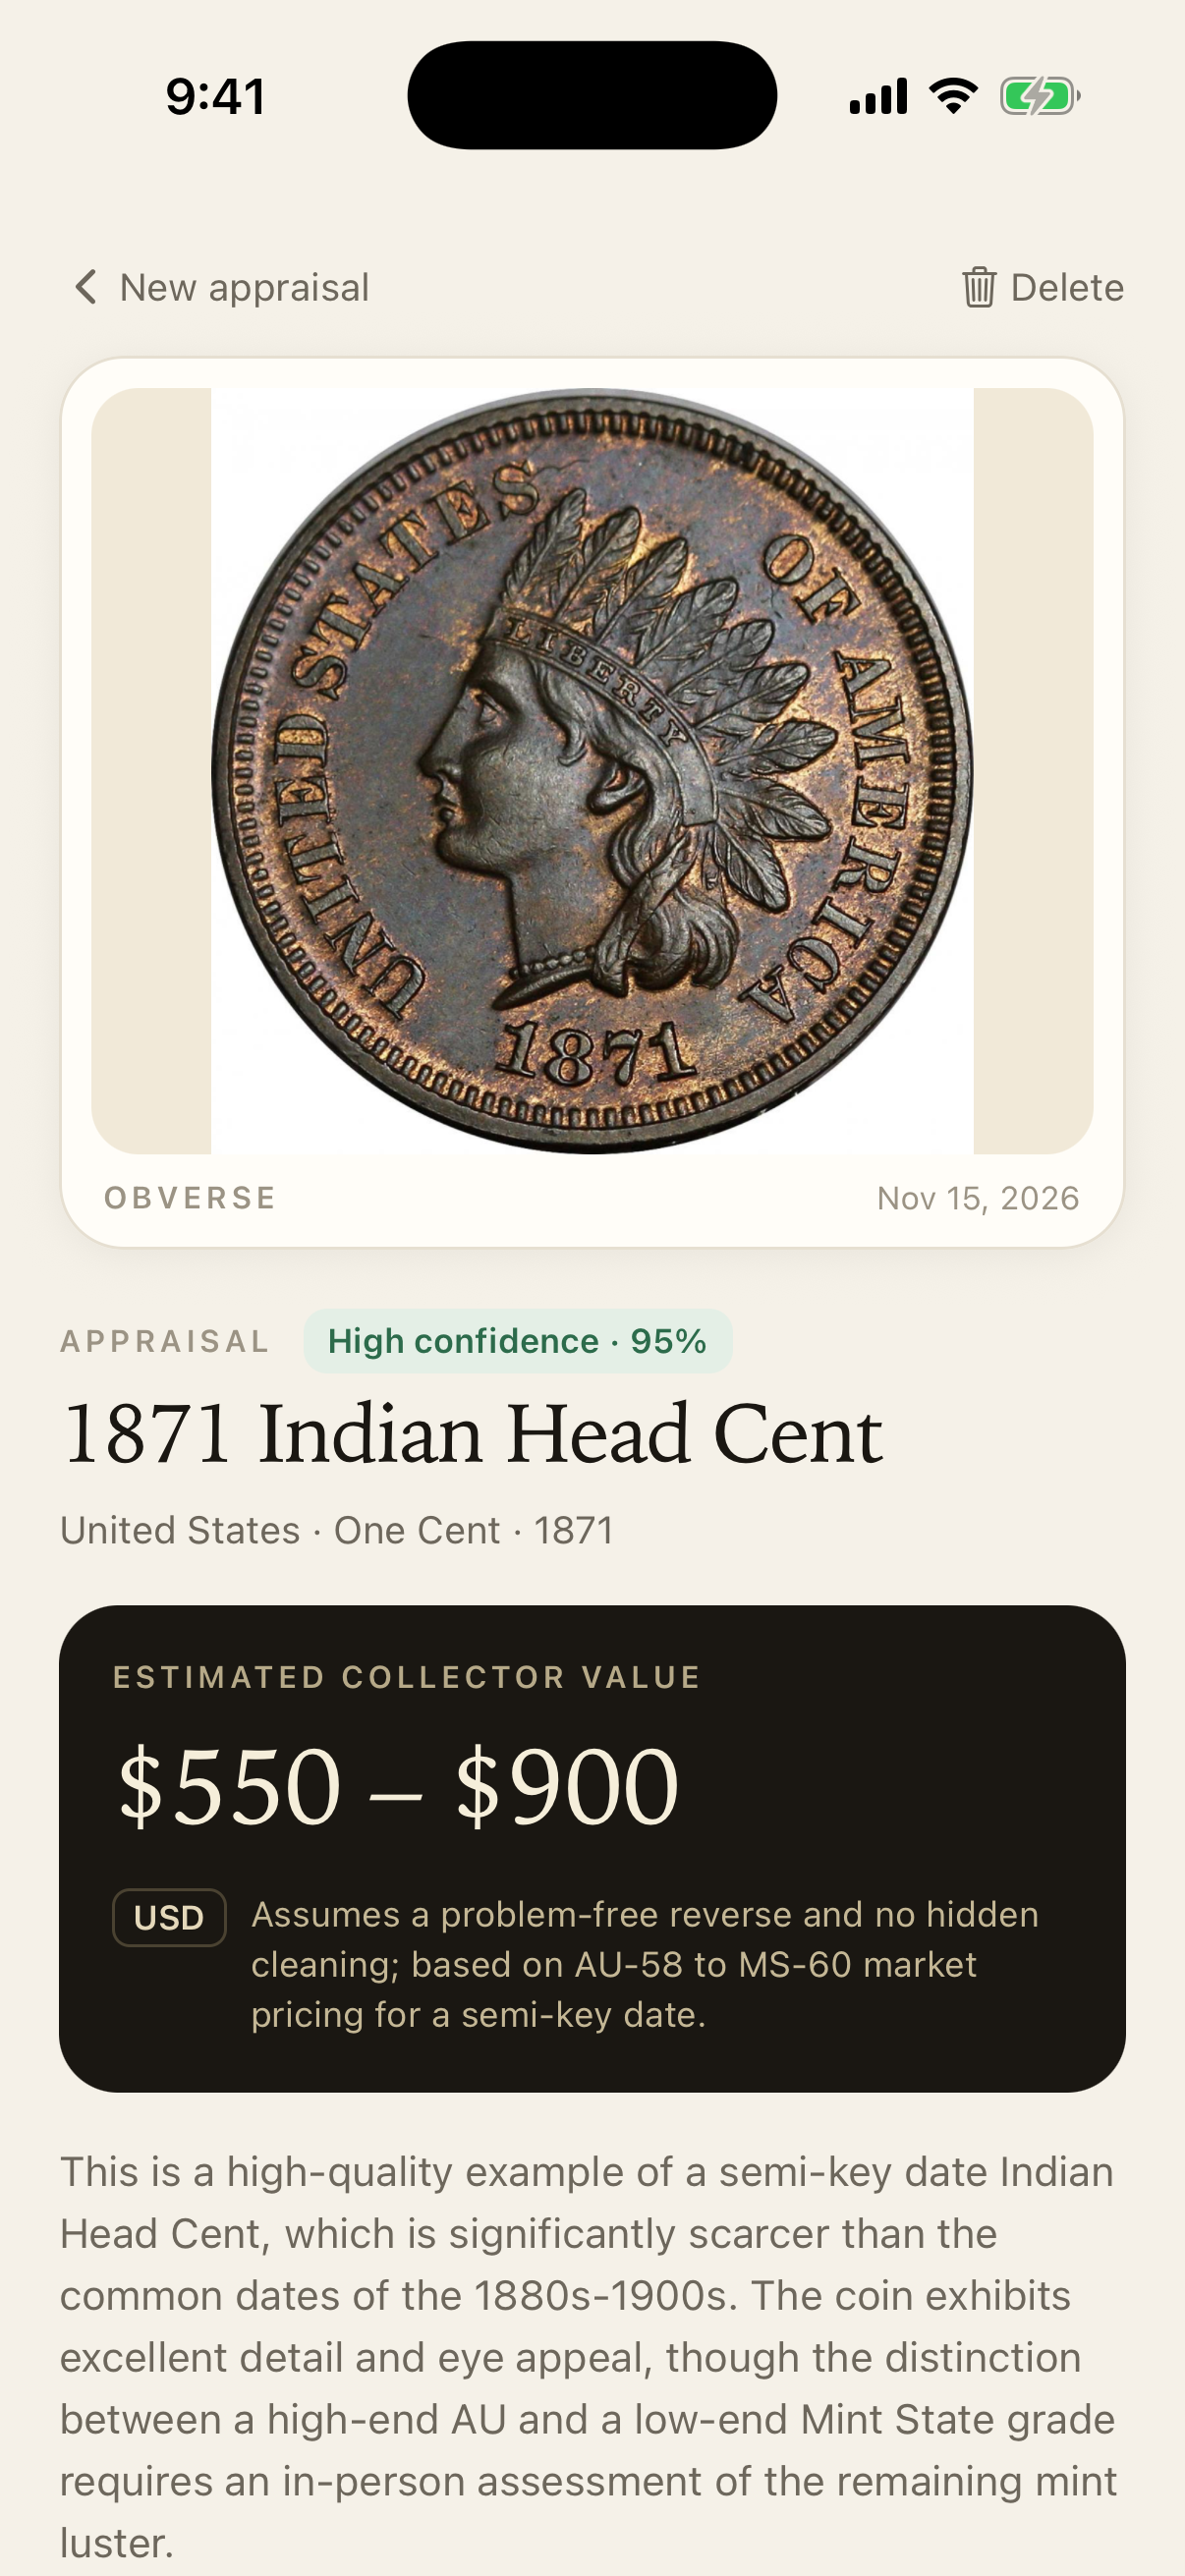 9:41
New appraisal
Delete
UNITED STATES OF AMERICA
LIBERTY
1871
OBVERSE
Nov 15, 2026
APPRAISAL
High confidence · 95%
1871 Indian Head Cent
United States · One Cent · 1871
ESTIMATED COLLECTOR VALUE
$550 – $900
USD
Assumes a problem-free reverse and no hidden
cleaning; based on AU-58 to MS-60 market
pricing for a semi-key date.
This is a high-quality example of a semi-key date Indian
Head Cent, which is significantly scarcer than the
common dates of the 1880s-1900s. The coin exhibits
excellent detail and eye appeal, though the distinction
between a high-end AU and a low-end Mint State grade
requires an in-person assessment of the remaining mint
luster.